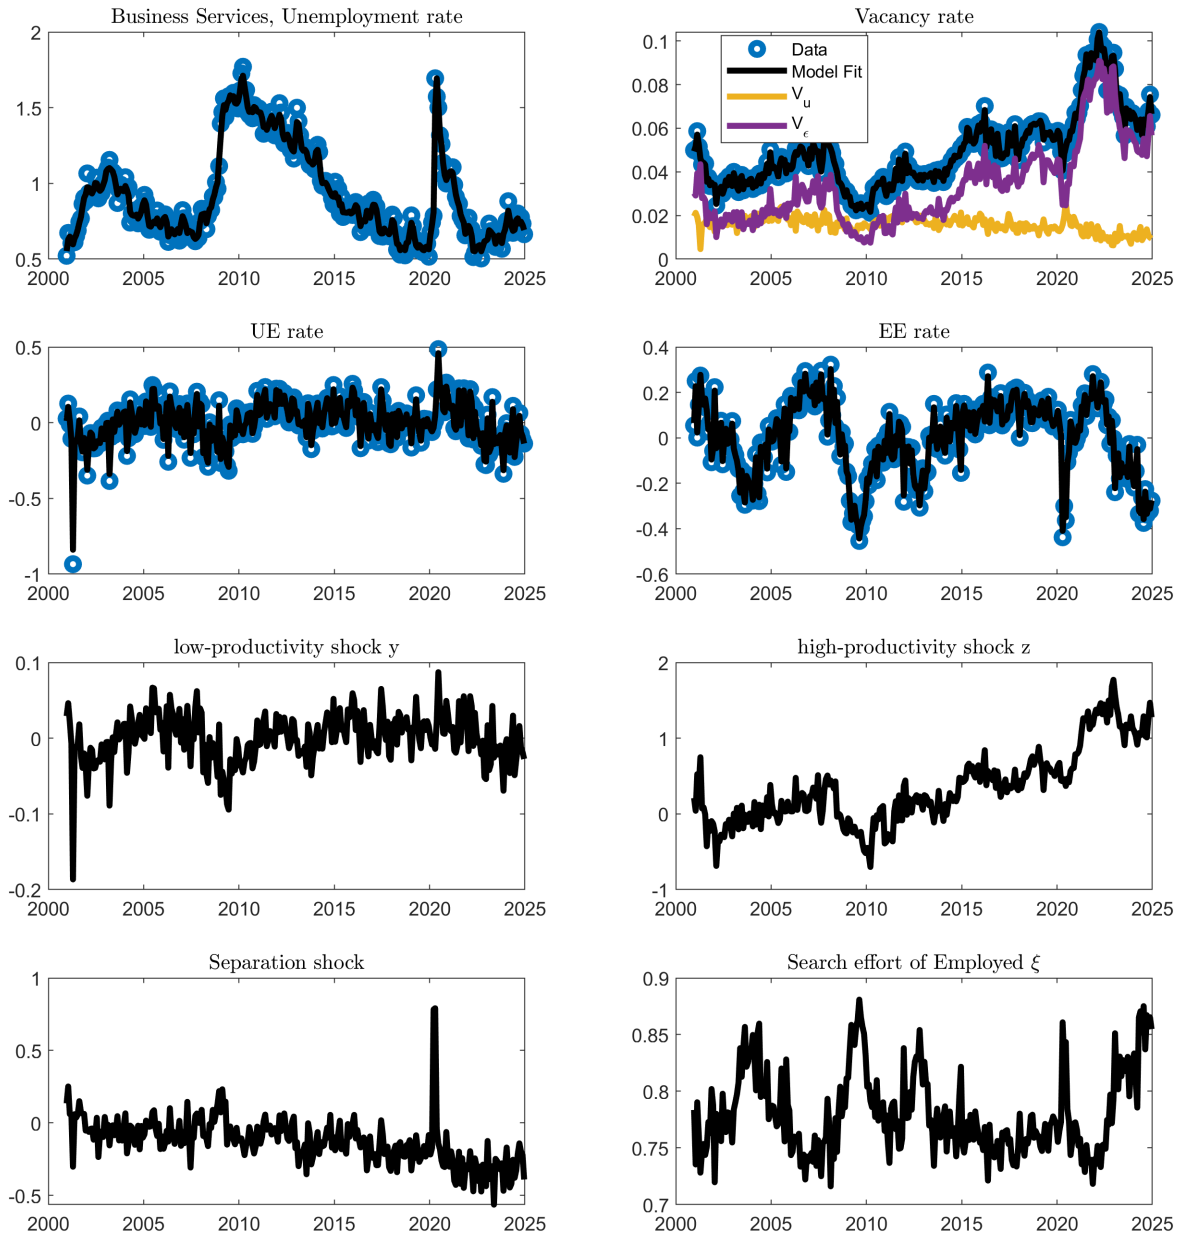 Business Services, Unemployment rate
2
1.5
1
0.5
2000 2005 2010 2015 2020 2025
Vacancy rate
0.1
0.08
0.06
0.04
0.02
0
2000 2005 2010 2015 2020 2025
Data
Model Fit
V_u
V_ϵ
UE rate
0.5
0
-0.5
-1
2000 2005 2010 2015 2020 2025
EE rate
0.4
0.2
0
-0.2
-0.4
-0.6
2000 2005 2010 2015 2020 2025
low-productivity shock y
0.1
0
-0.1
-0.2
2000 2005 2010 2015 2020 2025
high-productivity shock z
2
1
0
-1
2000 2005 2010 2015 2020 2025
Separation shock
1
0.5
0
-0.5
2000 2005 2010 2015 2020 2025
Search effort of Employed ξ
0.9
0.85
0.8
0.75
0.7
2000 2005 2010 2015 2020 2025